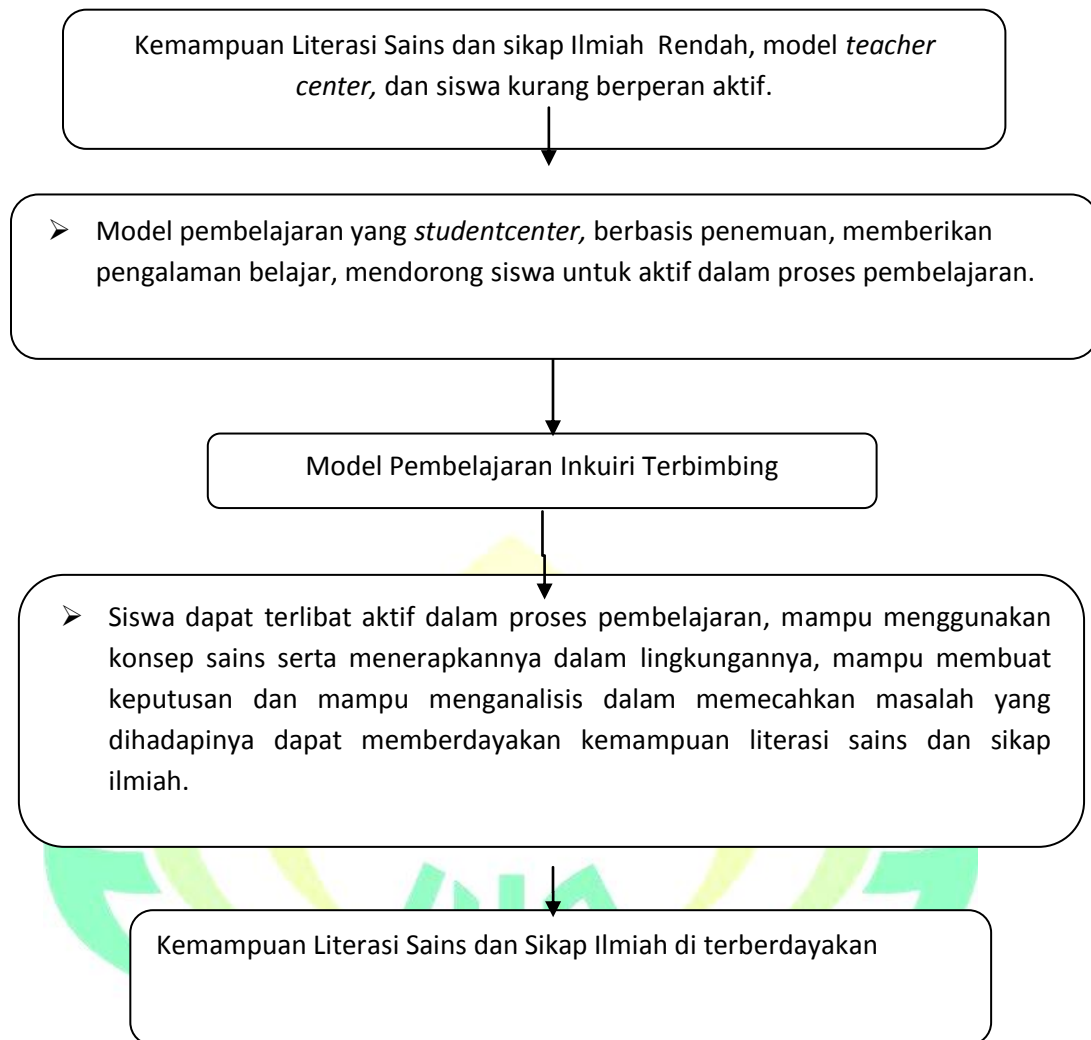 Kemampuan Literasi Sains dan sikap Ilmiah Rendah, model teacher
center, dan siswa kurang berperan aktif.
➢ Model pembelajaran yang studentcenter, berbasis penemuan, memberikan
pengalaman belajar, mendorong siswa untuk aktif dalam proses pembelajaran.
Model Pembelajaran Inkuiri Terbimbing
➢ Siswa dapat terlibat aktif dalam proses pembelajaran, mampu menggunakan
konsep sains serta menerapkannya dalam lingkungannya, mampu membuat
keputusan dan mampu menganalisis dalam memecahkan masalah yang
dihadapinya dapat memberdayakan kemampuan literasi sains dan sikap
ilmiah.
Kemampuan Literasi Sains dan Sikap Ilmiah di terberdayakan